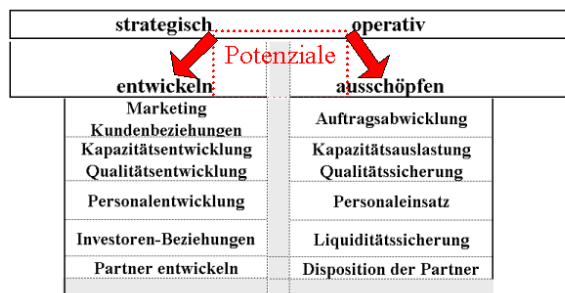 strategisch operativ
Potenziale
entwickeln ausschöpfen
Marketing
Kundenbeziehungen
Auftragsabwicklung
Kapazitätsentwicklung
Qualitätsentwicklung
Kapazitätsauslastung
Qualitätssicherung
Personalentwicklung
Personaleinsatz
Investoren-Beziehungen
Liquiditätssicherung
Partner entwickeln
Disposition der Partner